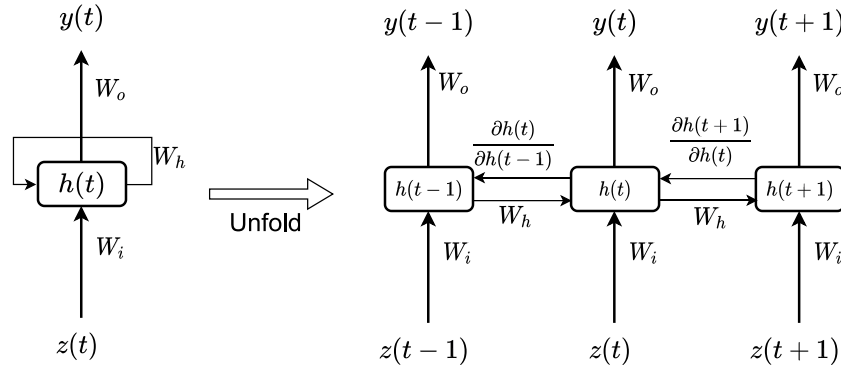 y(t)
W_o
W_h
h(t)
W_i
z(t)
Unfold
y(t−1) y(t) y(t+1)
W_o W_o W_o
∂h(t)/∂h(t−1) ∂h(t+1)/∂h(t)
h(t−1) h(t) h(t+1)
W_h W_h
W_i W_i W_i
z(t−1) z(t) z(t+1)